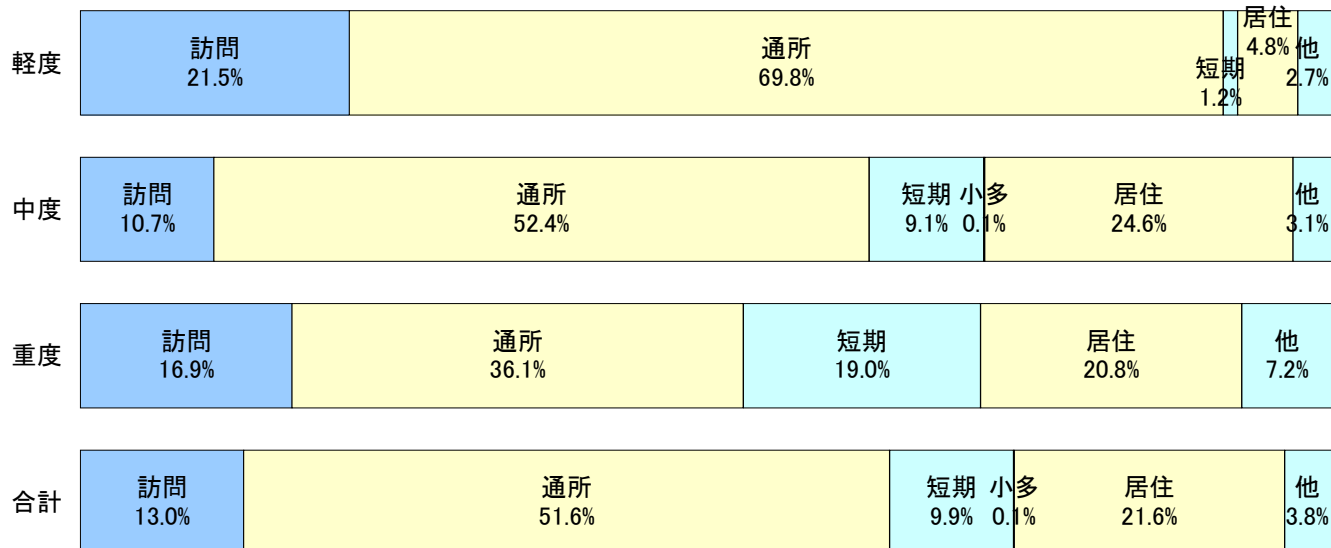 軽度
訪問
21.5%
通所
69.8%
短期
1.2%
居住
4.8%
他
2.7%
中度
訪問
10.7%
通所
52.4%
短期
9.1%
小多
0.1%
居住
24.6%
他
3.1%
重度
訪問
16.9%
通所
36.1%
短期
19.0%
居住
20.8%
他
7.2%
合計
訪問
13.0%
通所
51.6%
短期
9.9%
小多
0.1%
居住
21.6%
他
3.8%